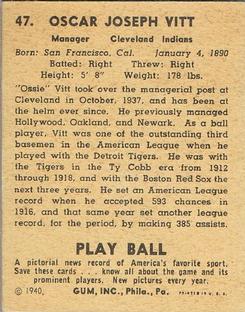 47. OSCAR JOSEPH VITT
Manager Cleveland Indians
Born: San Francisco, Cal. January 4, 1890
Batted: Right Threw: Right
Height: 5' 8" Weight: 178 lbs.
"Ossie" Vitt took over the managerial post at
Cleveland in October, 1937, and has been at
the helm ever since. He previously managed
Hollywood, Oakland, and Newark. As a ball
player, Vitt was one of the outstanding third
basemen in the American League when he
played with the Detroit Tigers. He was with
the Tigers in the Ty Cobb era from 1912
through 1918, and with the Boston Red Sox the
next three years. He set an American League
record when he accepted 593 chances in
1916, and that same year set another modern
record for the position, by making 385 assists.
PLAY BALL
A pictorial news record of America's favorite sport.
Save these cards . . . know all about the game and its
prominent players. New pictures every year.
© 1940, GUM, INC., Phila., Pa. PRINTED IN U. S. A.